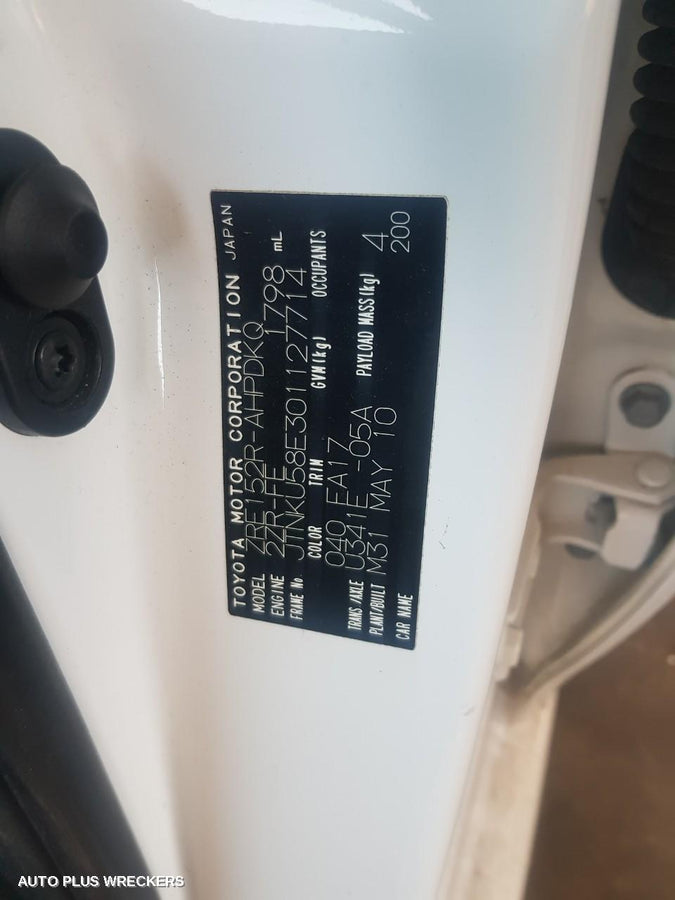 TOYOTA MOTOR CORPORATION JAPAN
MODEL ZRE152R-AHPDKQ
ENGINE 2ZR-FE 1798 mL
FRAME No. JTNKU58E301127714
COLOR TRIM GVM(kg) OCCUPANTS
040 EA17 4
TRANS/AXLE U341E -05A PAYLOAD MASS(kg) 200
PLANT/BUILT M31 MAY 10
CAR NAME
AUTO PLUS WRECKERS